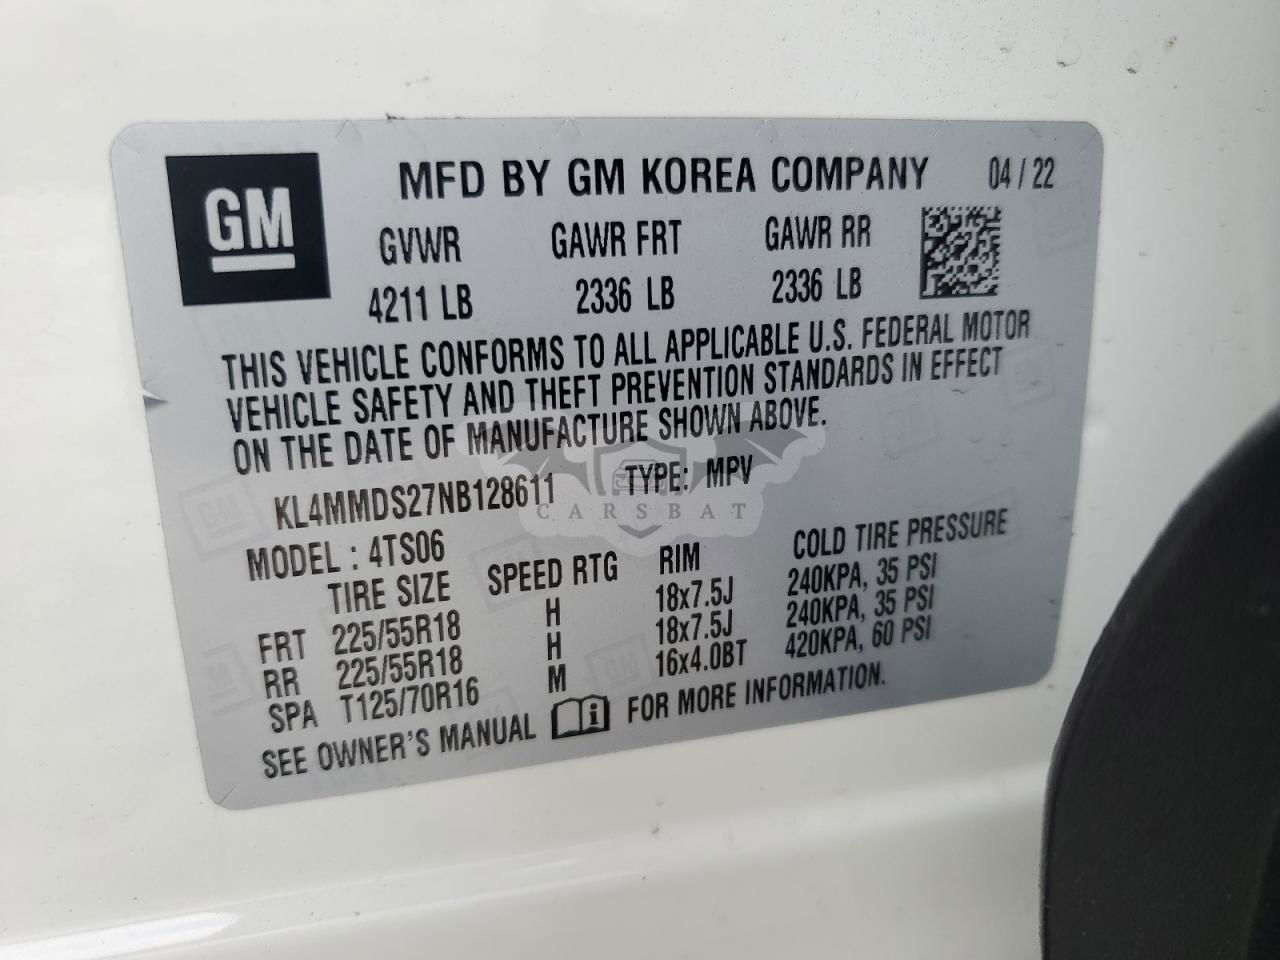 GM
MFD BY GM KOREA COMPANY 04 / 22
GVWR GAWR FRT GAWR RR
4211 LB 2336 LB 2336 LB
THIS VEHICLE CONFORMS TO ALL APPLICABLE U.S. FEDERAL MOTOR
VEHICLE SAFETY AND THEFT PREVENTION STANDARDS IN EFFECT
ON THE DATE OF MANUFACTURE SHOWN ABOVE.
KL4MMDS27NB128611 TYPE: MPV
CARSBAT
MODEL : 4TS06
TIRE SIZE SPEED RTG RIM COLD TIRE PRESSURE
FRT 225/55R18 H 18x7.5J 240KPA, 35 PSI
RR 225/55R18 H 18x7.5J 240KPA, 35 PSI
SPA T125/70R16 M 16x4.0BT 420KPA, 60 PSI
SEE OWNER'S MANUAL i FOR MORE INFORMATION.